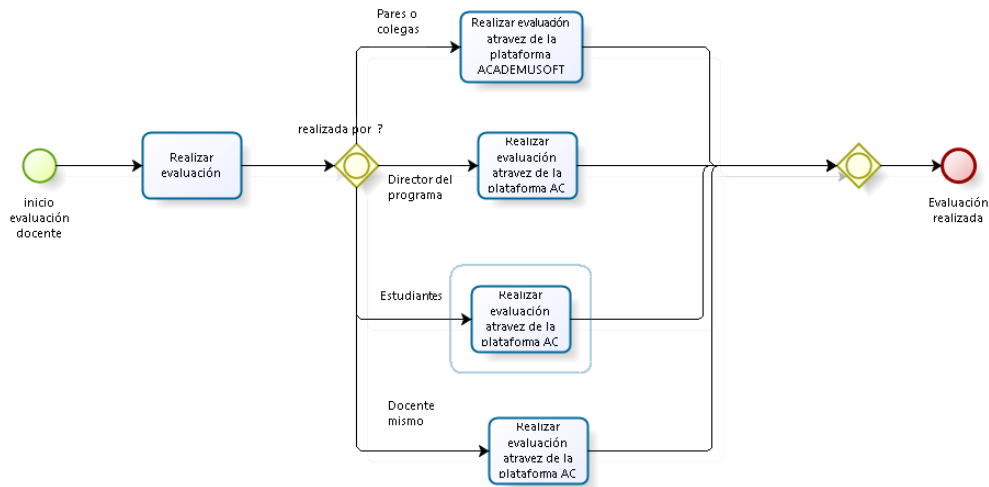 Pares o
colegas
Realizar evaluación
atravez de la
plataforma
ACADEMUSOFT
realizada por ?
Realizar
evaluación
inicio
evaluación
docente
Director del
programa
Realizar
evaluación
atravez de la
plataforma AC
Evaluación
realizada
Estudiantes
Realizar
evaluación
atravez de la
plataforma AC
Docente
mismo
Realizar
evaluación
atravez de la
plataforma AC